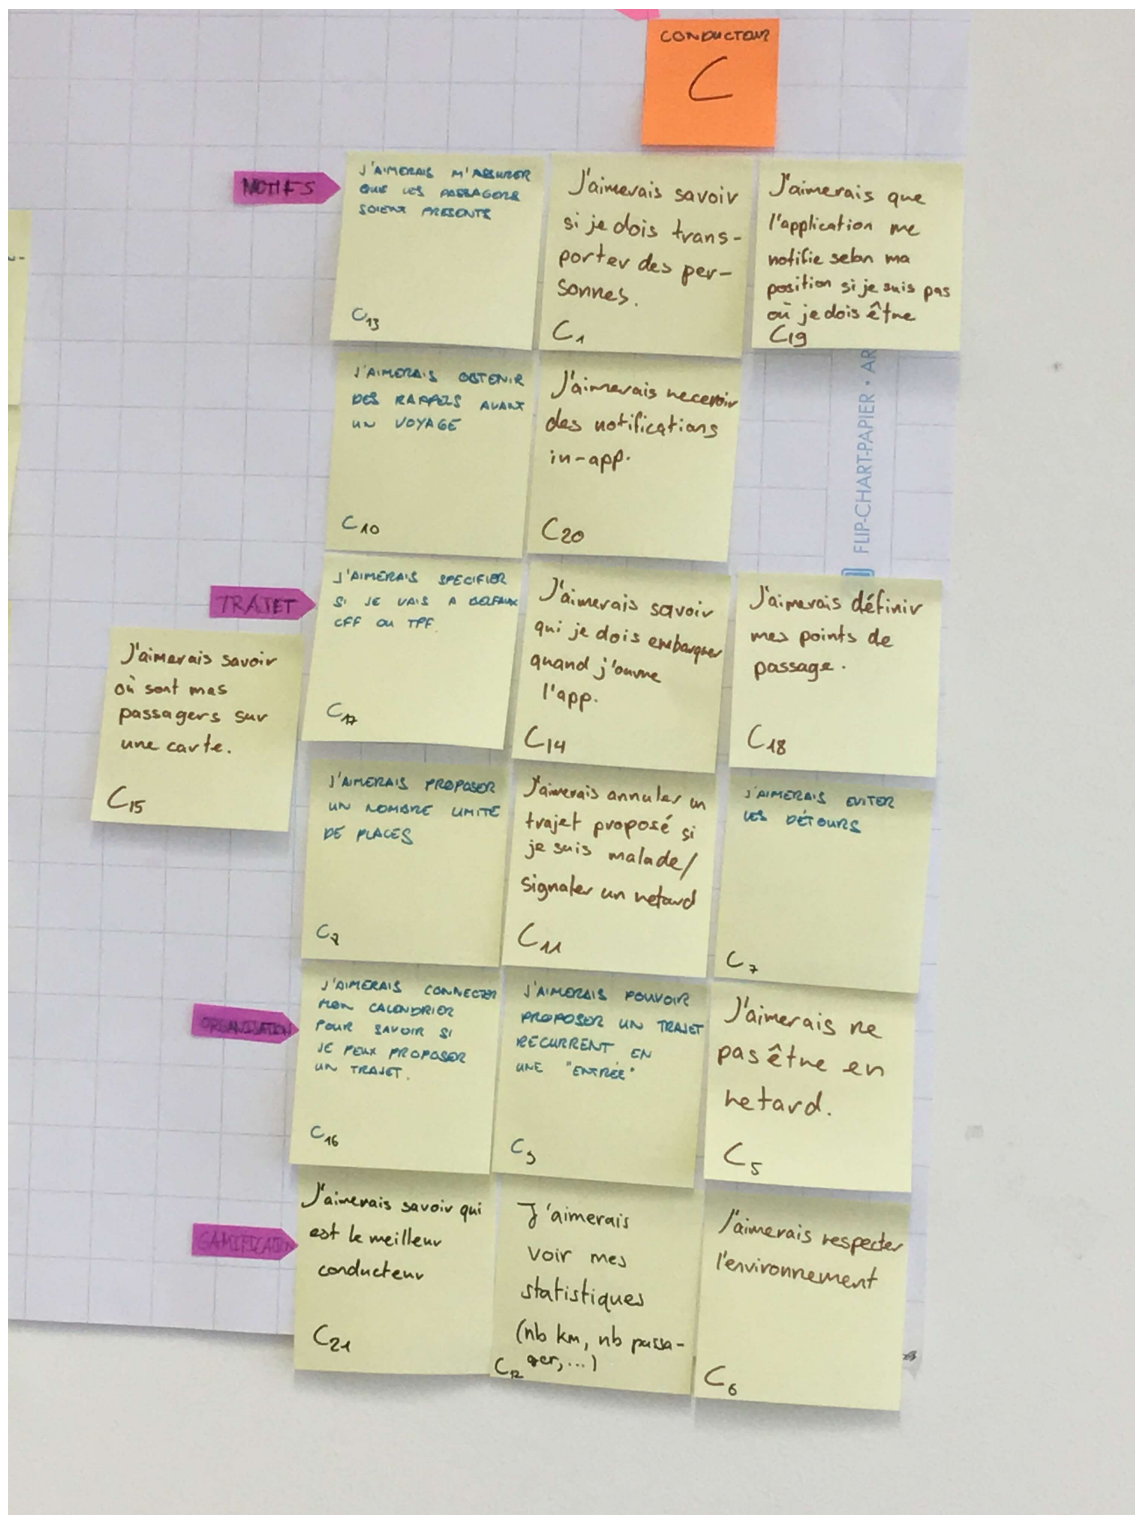 CONDUCTEUR
C
NOTIFS
J'AIMERAIS M'ASSURER
QUE LES PASSAGERS
SOIENT PRESENTS
C13
J'aimerais savoir
si je dois trans-
porter des per-
sonnes.
C1
J'aimerais que
l'application me
notifie selon ma
position si je suis pas
où je dois être
C19
J'AIMERAIS OBTENIR
DES RAPPELS AVANT
UN VOYAGE
C10
J'aimerais recevoir
des notifications
in-app.
C20
FLIP-CHART-PAPIER • AR
TRAJET
J'AIMERAIS SPECIFIER
SI JE VAIS A BELFAUX
CFF OU TPF
C17
J'aimerais savoir
qui je dois embarquer
quand j'ouvre
l'app.
C14
J'aimerais définir
mes points de
passage.
C18
J'aimerais savoir
où sont mes
passagers sur
une carte.
C15
J'AIMERAIS PROPOSER
UN NOMBRE LIMITE
DE PLACES
J'aimerais annuler un
trajet proposé si
je suis malade/
signaler un retard
C11
J'AIMERAIS EVITER
LES DÉTOURS
C7
ORGANISATION
J'AIMERAIS CONNECTER
MON CALENDRIER
POUR SAVOIR SI
JE PEUX PROPOSER
UN TRAJET.
C16
J'AIMERAIS POUVOIR
PROPOSER UN TRAJET
RECURRENT EN
UNE "ENTRÉE"
C9
J'aimerais ne
pas être en
retard.
C5
GAMIFICATION
J'aimerais savoir qui
est le meilleur
conducteur
C21
J'aimerais
voir mes
statistiques
(nb km, nb passa-
ger,...)
C12
J'aimerais respecter
l'environnement
C6